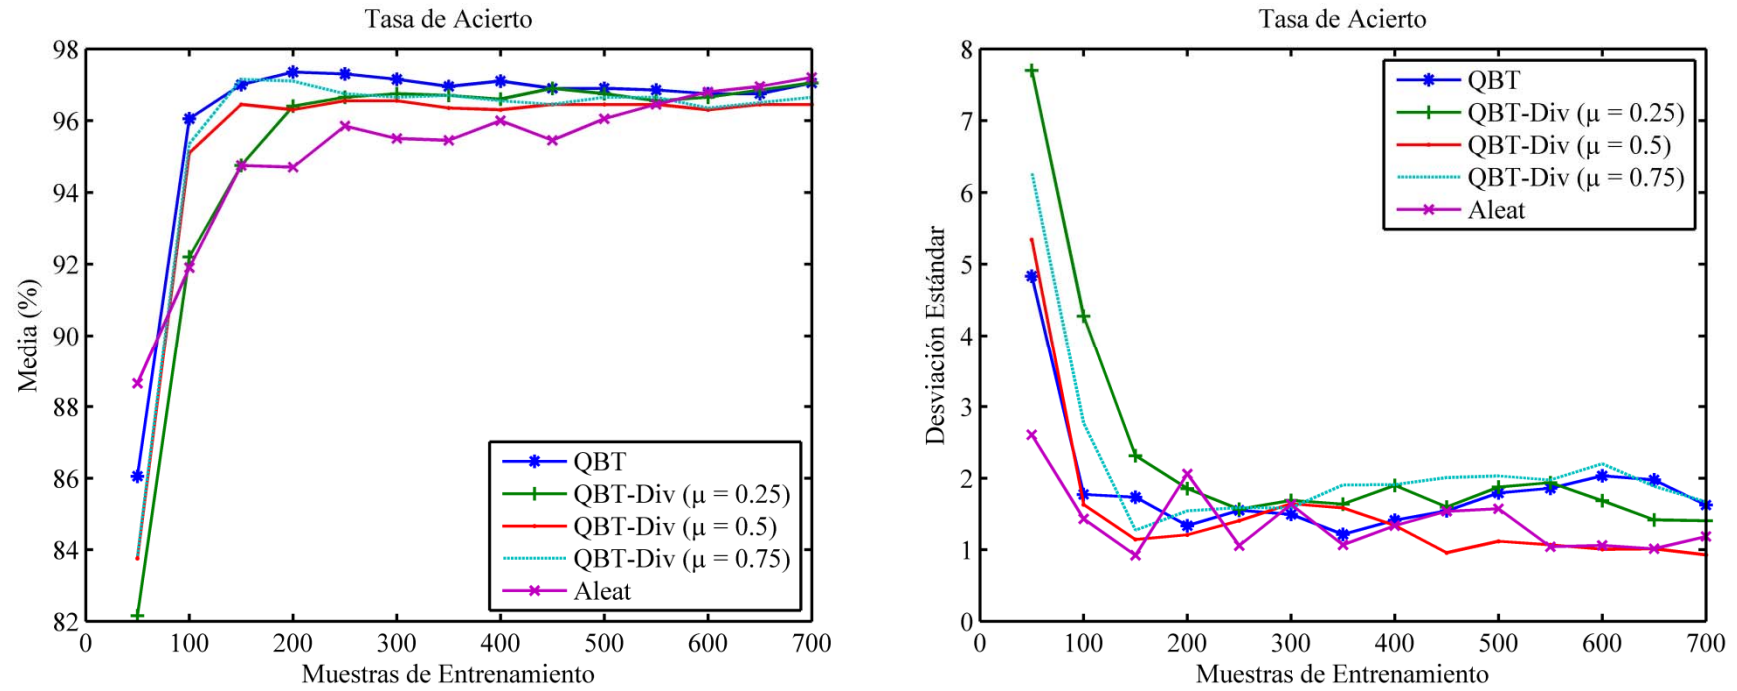 Tasa de Acierto
98
96
94
92
90
88
86
84
82
Media (%)
0 100 200 300 400 500 600 700
Muestras de Entrenamiento
QBT
QBT-Div (µ = 0.25)
QBT-Div (µ = 0.5)
QBT-Div (µ = 0.75)
Aleat
Tasa de Acierto
8
7
6
5
4
3
2
1
0
Desviación Estándar
0 100 200 300 400 500 600 700
Muestras de Entrenamiento
QBT
QBT-Div (µ = 0.25)
QBT-Div (µ = 0.5)
QBT-Div (µ = 0.75)
Aleat